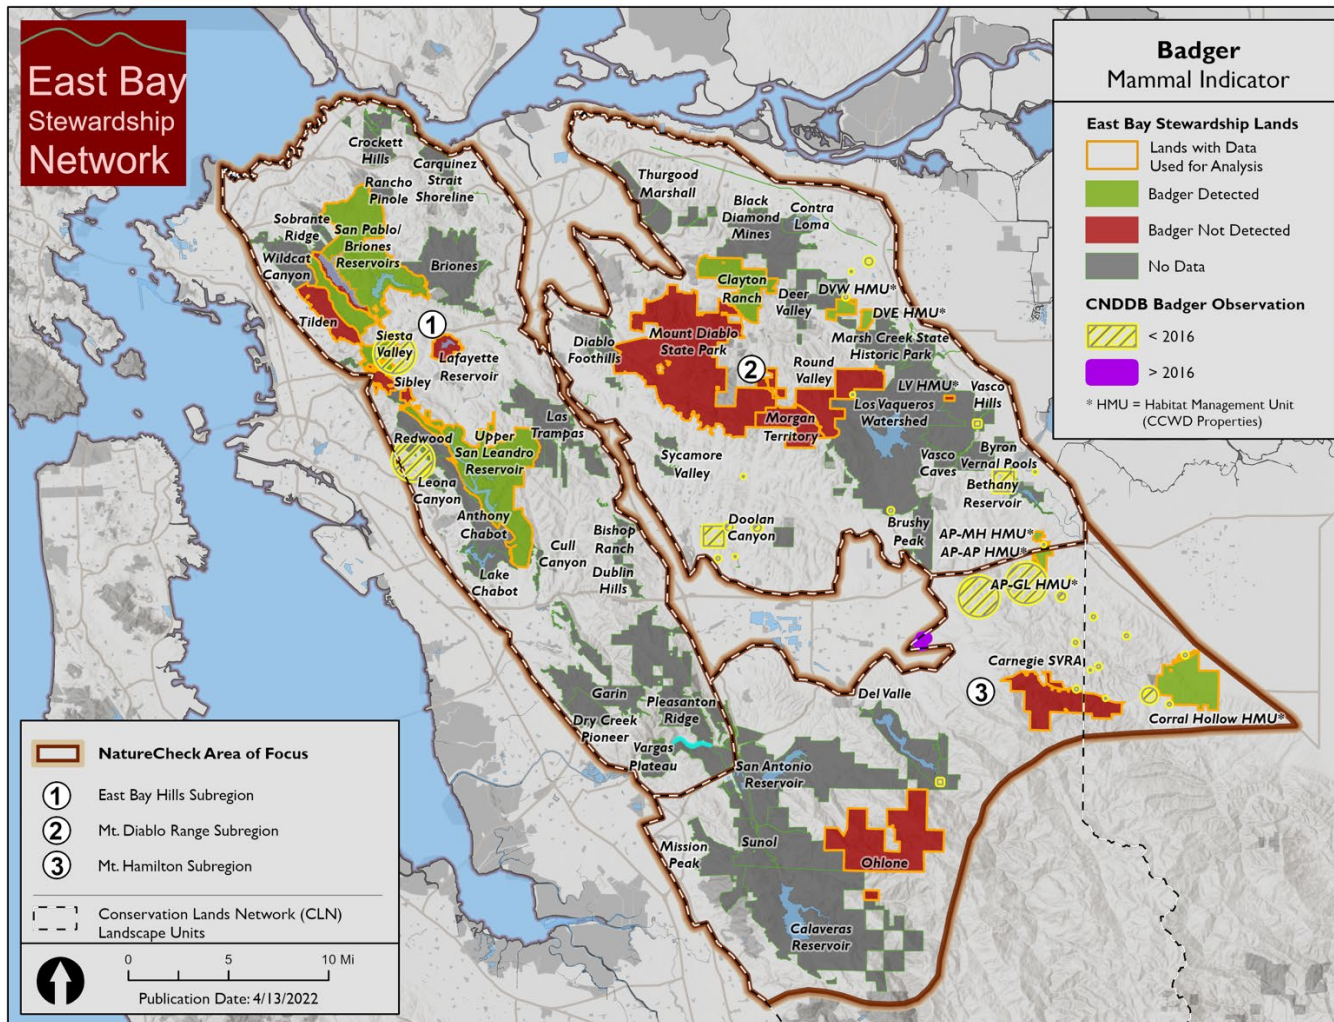 East Bay
Stewardship
Network
Badger
Mammal Indicator
East Bay Stewardship Lands
Lands with Data
Used for Analysis
Badger Detected
Badger Not Detected
No Data
CNDDB Badger Observation
< 2016
> 2016
* HMU = Habitat Management Unit
(CCWD Properties)
Crockett
Hills
Carquinez
Strait
Shoreline
Rancho
Pinole
Sobrante
Ridge
San Pablo/
Briones
Reservoirs
Wildcat
Canyon
Briones
Tilden
1
Siesta
Valley
Lafayette
Reservoir
Sibley
Redwood
Upper
San Leandro
Reservoir
Las
Trampas
Leona
Canyon
Anthony
Chabot
Lake
Chabot
Cull
Canyon
Bishop
Ranch
Dublin
Hills
Garin
Pleasanton
Ridge
Dry Creek
Pioneer
Vargas
Plateau
Thurgood
Marshall
Black
Diamond
Mines
Contra
Loma
Clayton
Ranch
Deer
Valley
DVW HMU*
DVE HMU*
Diablo
Foothills
Mount Diablo
State Park
2
Round
Valley
Marsh Creek State
Historic Park
LV HMU*
Vasco
Hills
Los Vaqueros
Watershed
Morgan
Territory
Sycamore
Valley
Vasco
Caves
Byron
Vernal Pools
Bethany
Reservoir
Doolan
Canyon
Brushy
Peak
AP-MH HMU*
AP-AP HMU*
AP-GL HMU*
Carnegie SVRA
3
Corral Hollow HMU*
Del Valle
San Antonio
Reservoir
Mission
Peak
Sunol
Ohlone
Calaveras
Reservoir
NatureCheck Area of Focus
1 East Bay Hills Subregion
2 Mt. Diablo Range Subregion
3 Mt. Hamilton Subregion
Conservation Lands Network (CLN)
Landscape Units
0 5 10 Mi
Publication Date: 4/13/2022